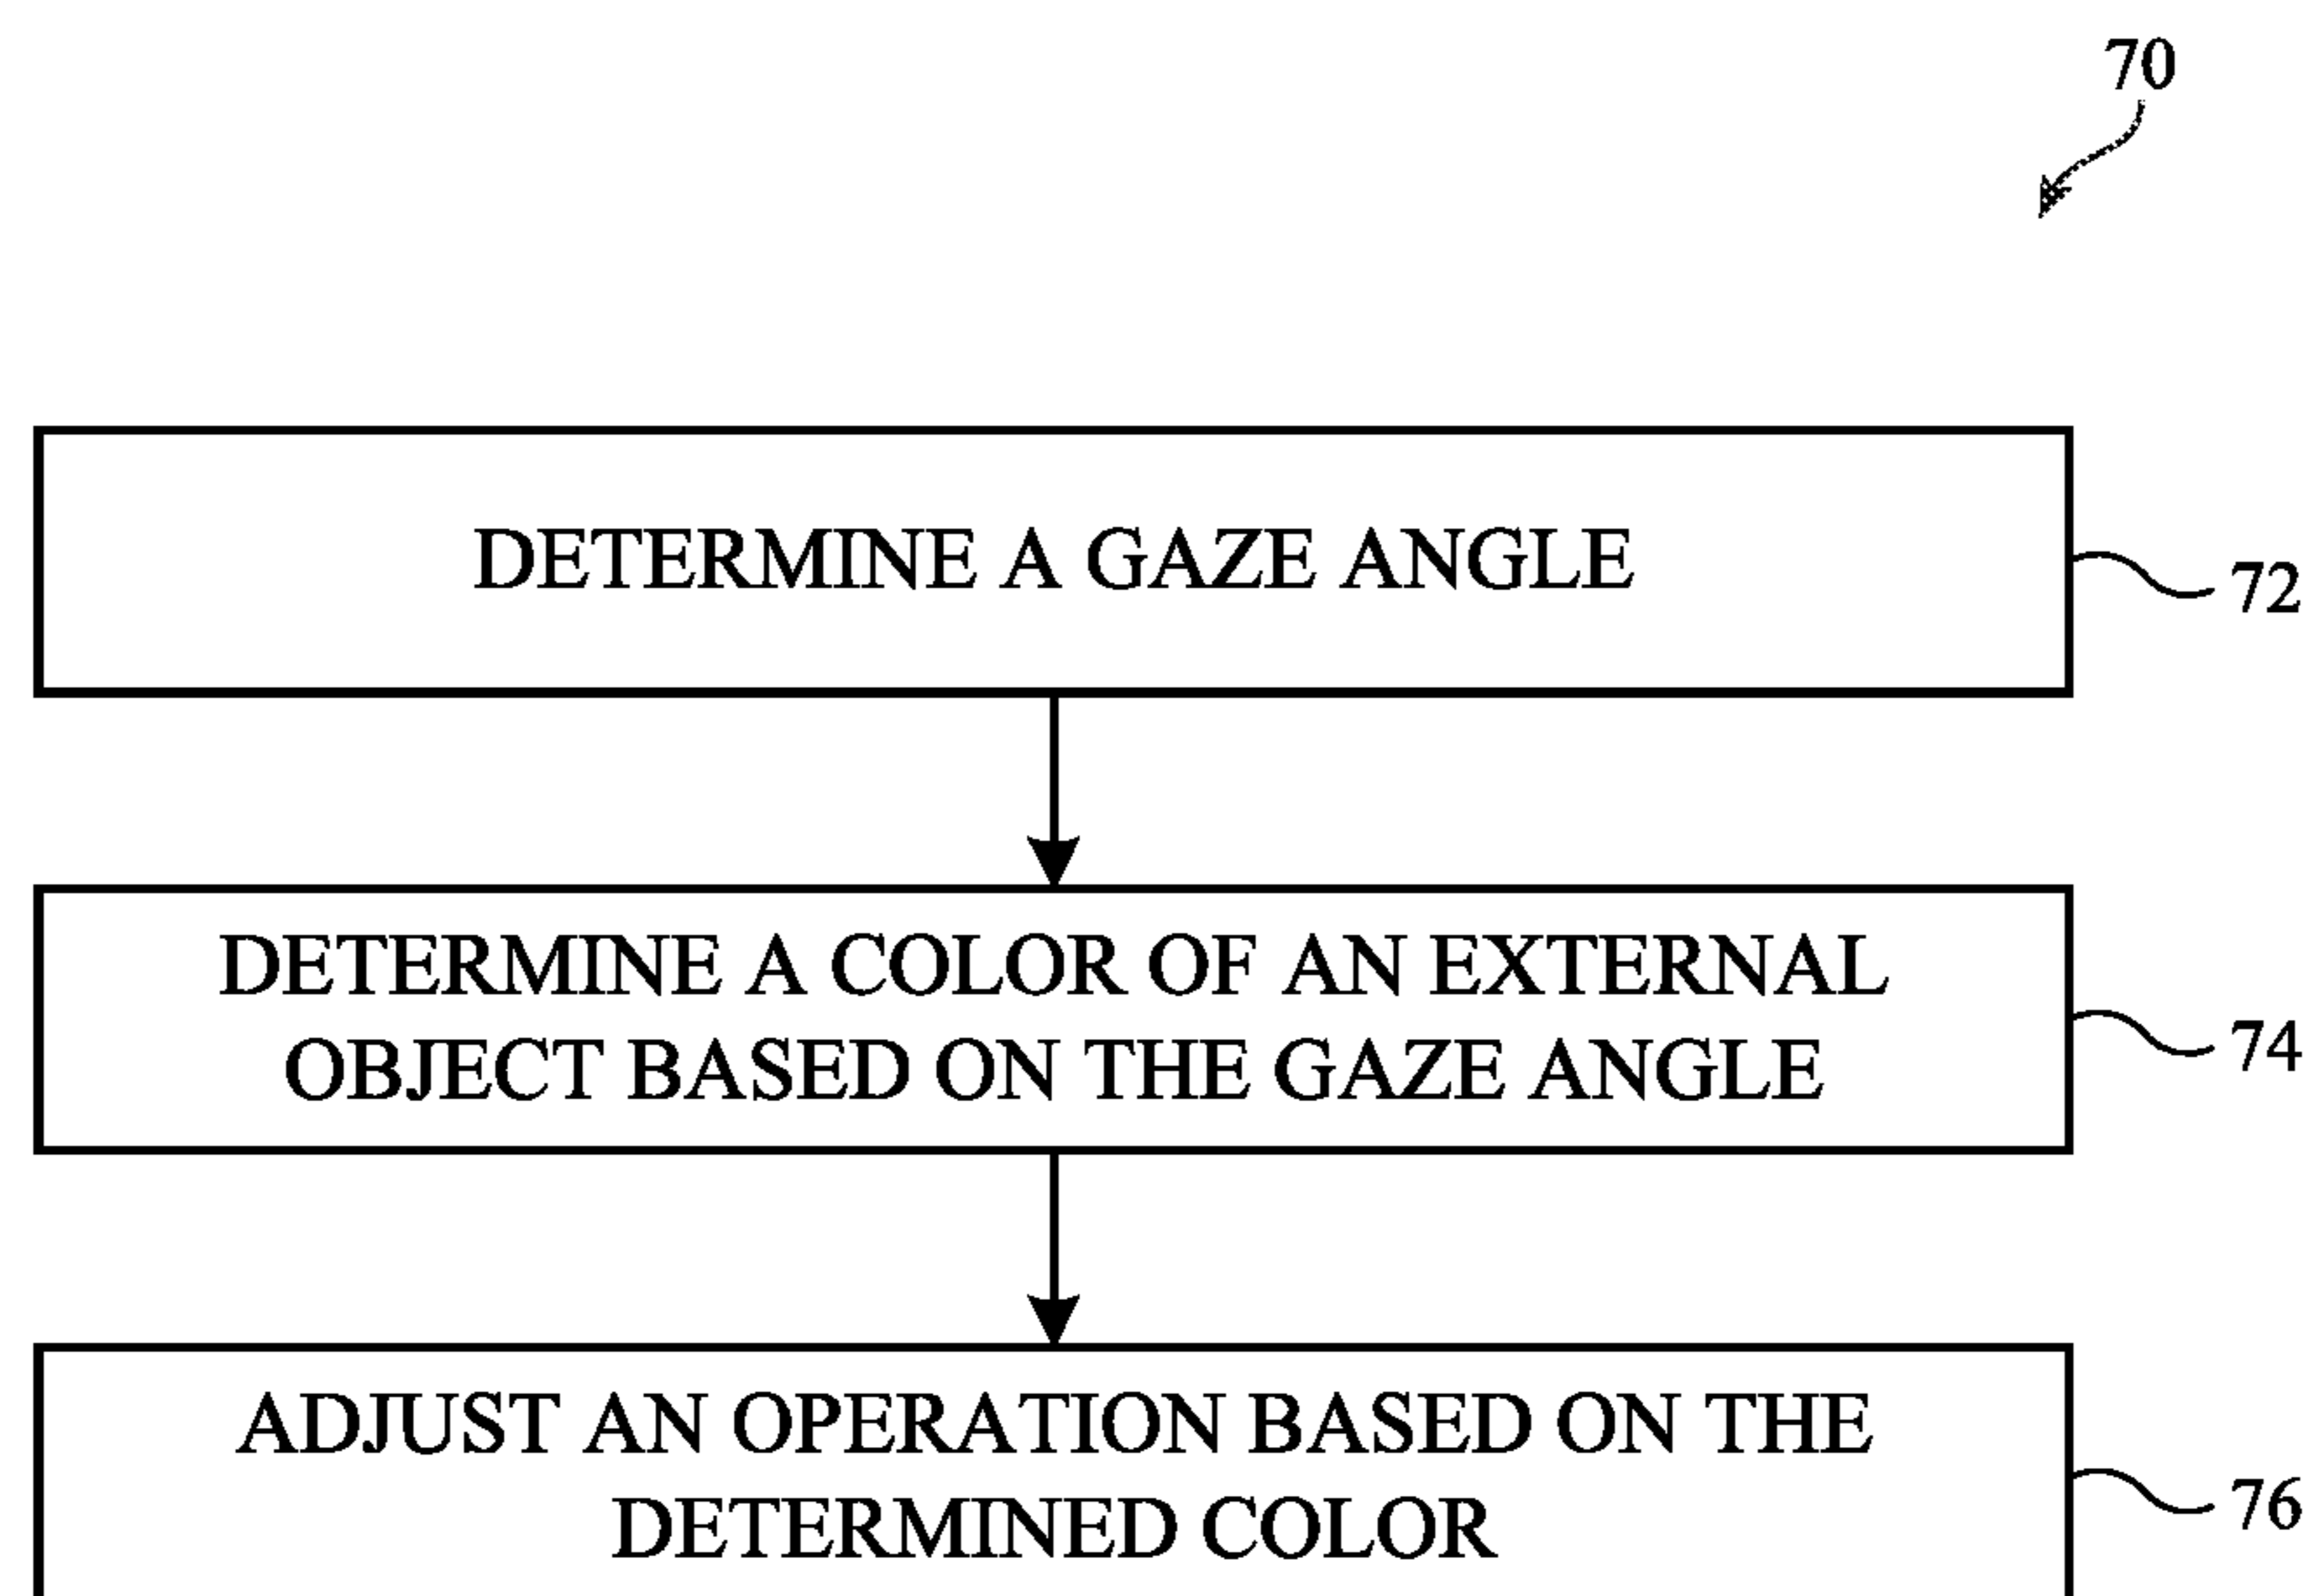 70
DETERMINE A GAZE ANGLE
72
DETERMINE A COLOR OF AN EXTERNAL
OBJECT BASED ON THE GAZE ANGLE
74
ADJUST AN OPERATION BASED ON THE
DETERMINED COLOR
76